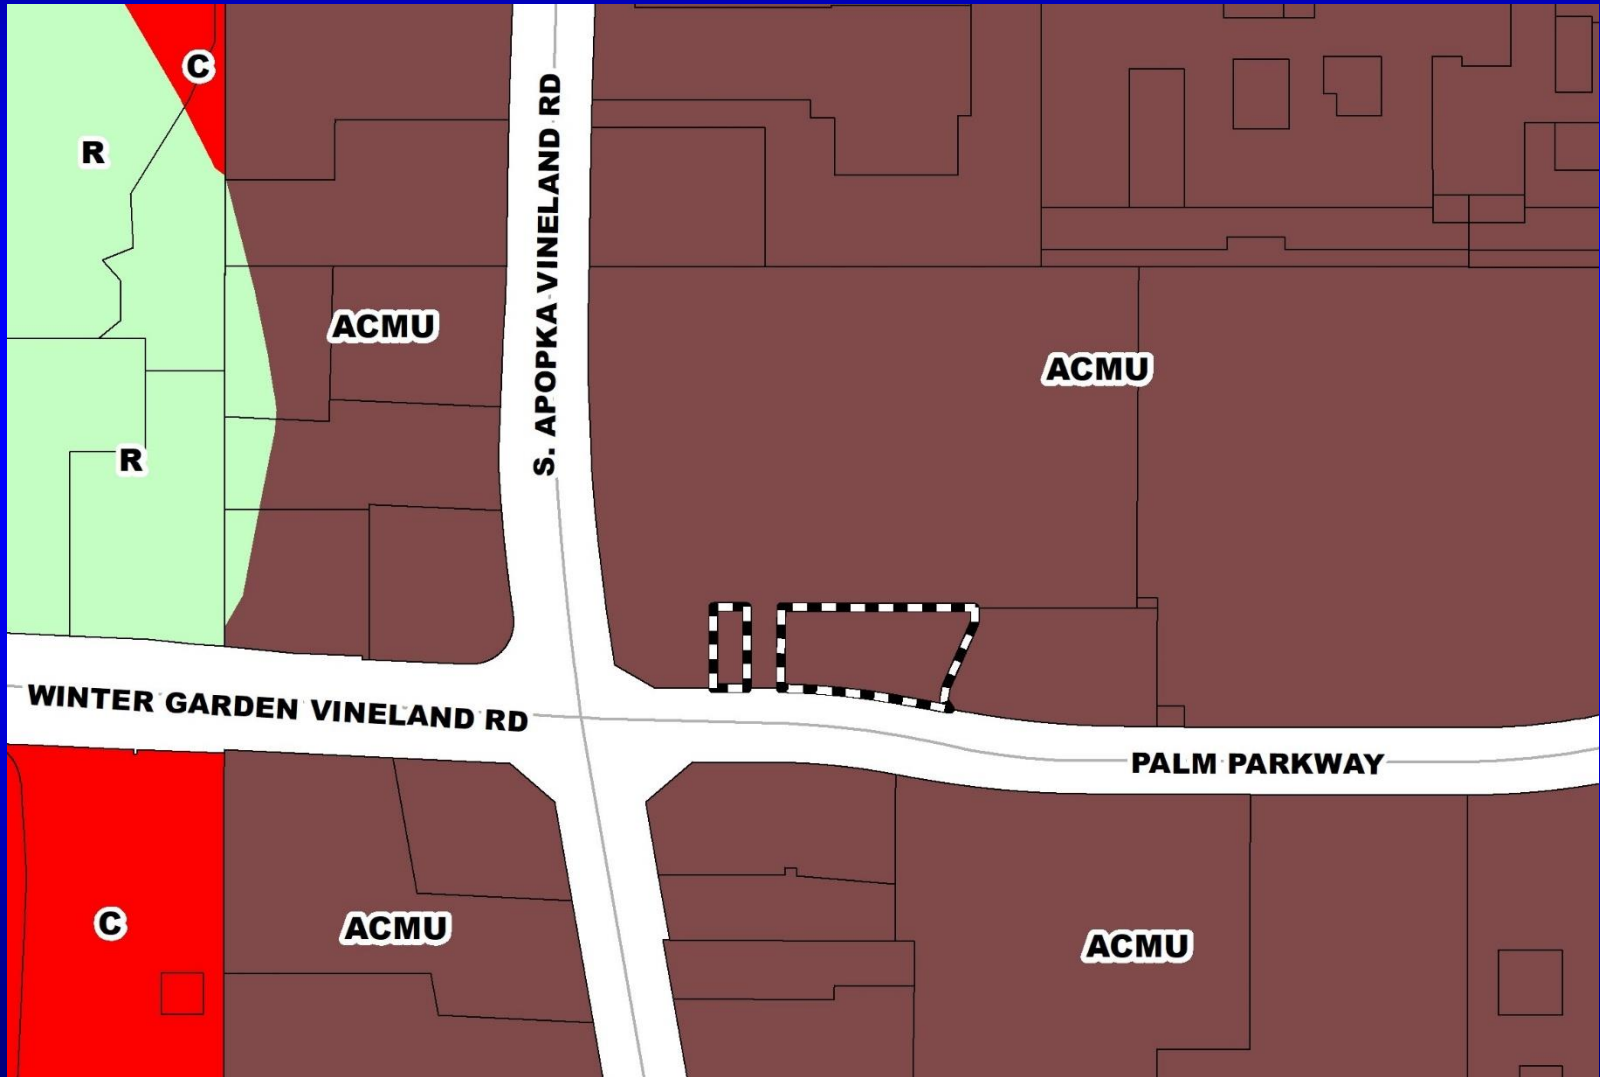 C
R
S. APOPKA VINELAND RD
ACMU
ACMU
R
WINTER GARDEN VINELAND RD
PALM PARKWAY
C
ACMU
ACMU